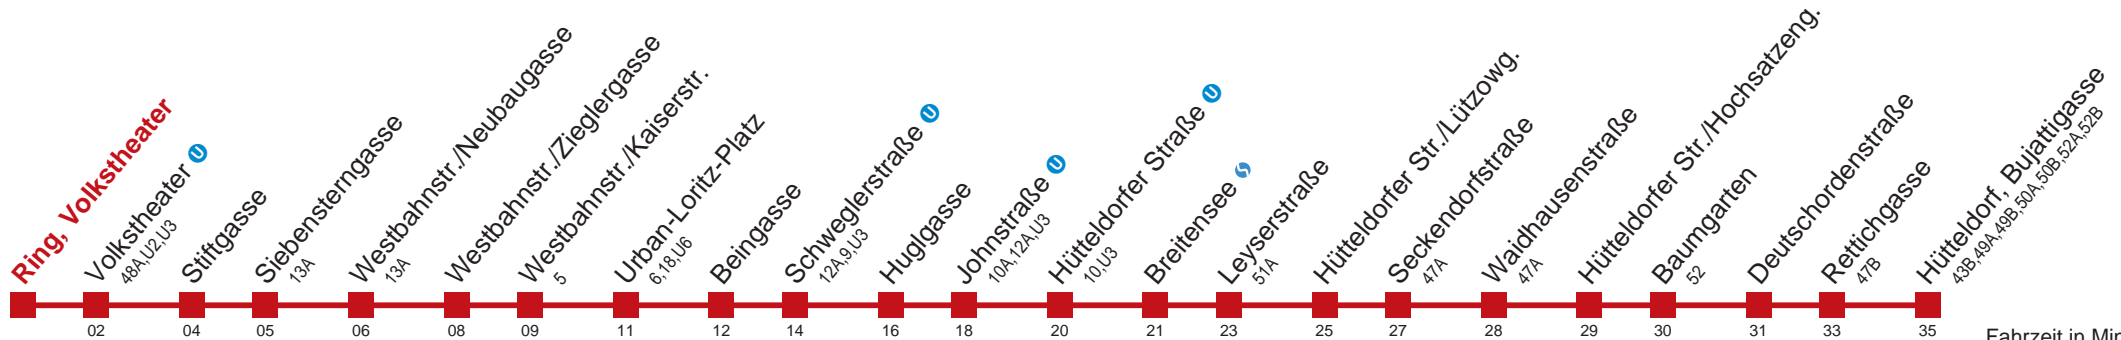 Ring, Volkstheater
Volkstheater U
48A,U2,U3
Stiftgasse
Siebensterngasse
13A
Westbahnstr./Neubaugasse
13A
Westbahnstr./Zieglergasse
Westbahnstr./Kaiserstr.
5
Urban-Loritz-Platz
6,18,U6
Beingasse
Schweglerstraße U
12A,9,U3
Huglgasse
Johnstraße U
10A,12A,U3
Hütteldorfer Straße U
10,U3
Breitensee
Leyserstraße
51A
Hütteldorfer Str./Lützowg.
Seckendorfstraße
47A
Waidhausenstraße
47A
Hütteldorfer Str./Hochsatzeng.
Baumgarten
52
Deutschordenstraße
Rettichgasse
47B
Hütteldorf, Bujattigasse
43B,49A,49B,50A,50B,52A,52B
02 04 05 06 08 09 11 12 14 16 18 20 21 23 25 27 28 29 30 31 33 35
Fahrzeit in Min